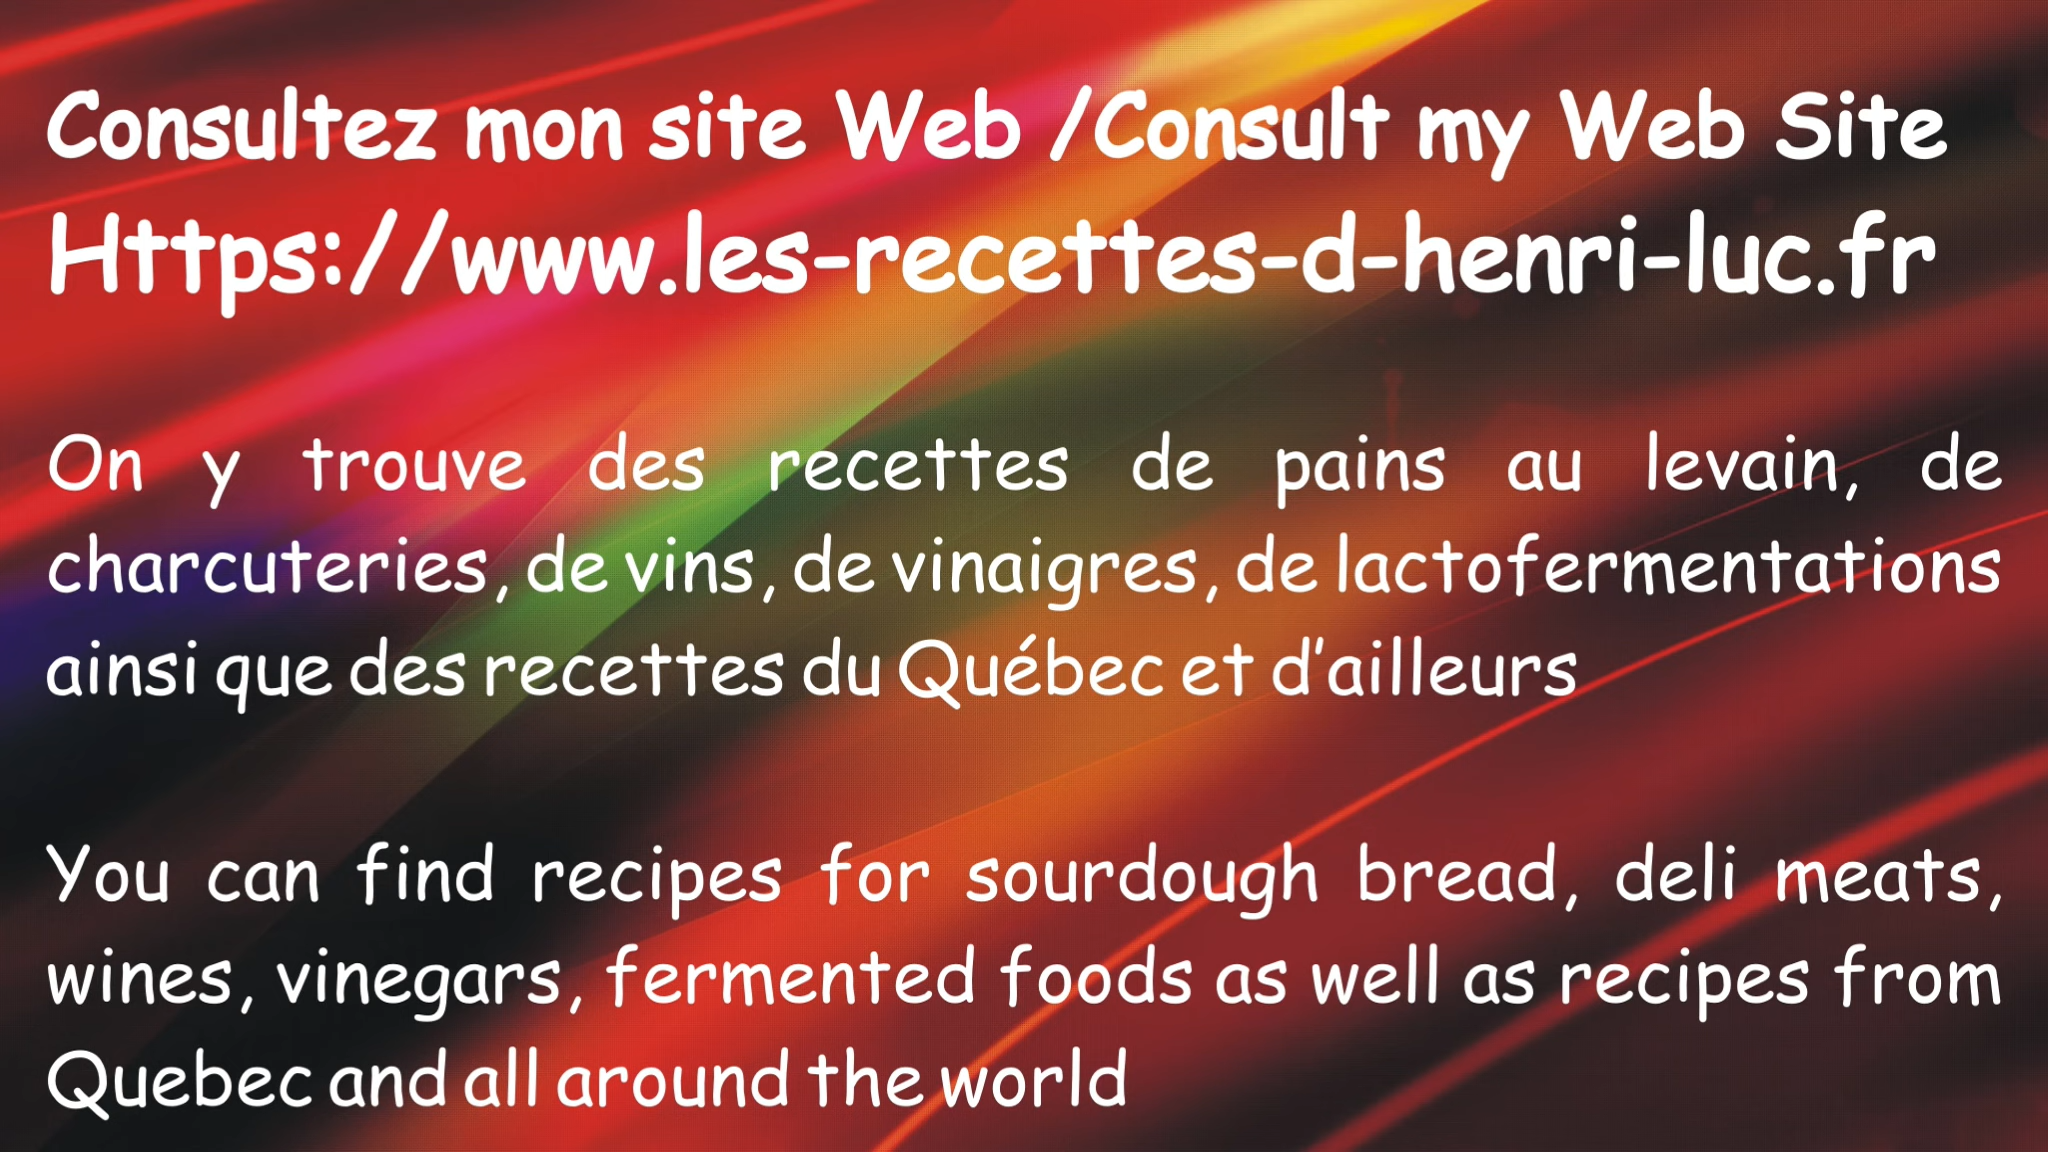 Consultez mon site Web /Consult my Web Site
Https://www.les-recettes-d-henri-luc.fr
On y trouve des recettes de pains au levain, de
charcuteries, de vins, de vinaigres, de lactofermentations
ainsi que des recettes du Québec et d’ailleurs
You can find recipes for sourdough bread, deli meats,
wines, vinegars, fermented foods as well as recipes from
Quebec and all around the world